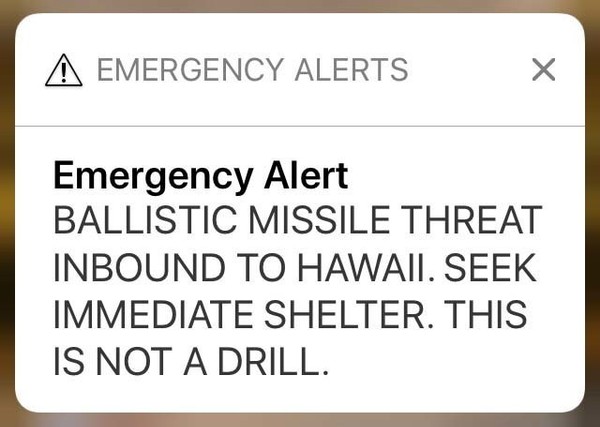 EMERGENCY ALERTS
Emergency Alert
BALLISTIC MISSILE THREAT
INBOUND TO HAWAII. SEEK
IMMEDIATE SHELTER. THIS
IS NOT A DRILL.